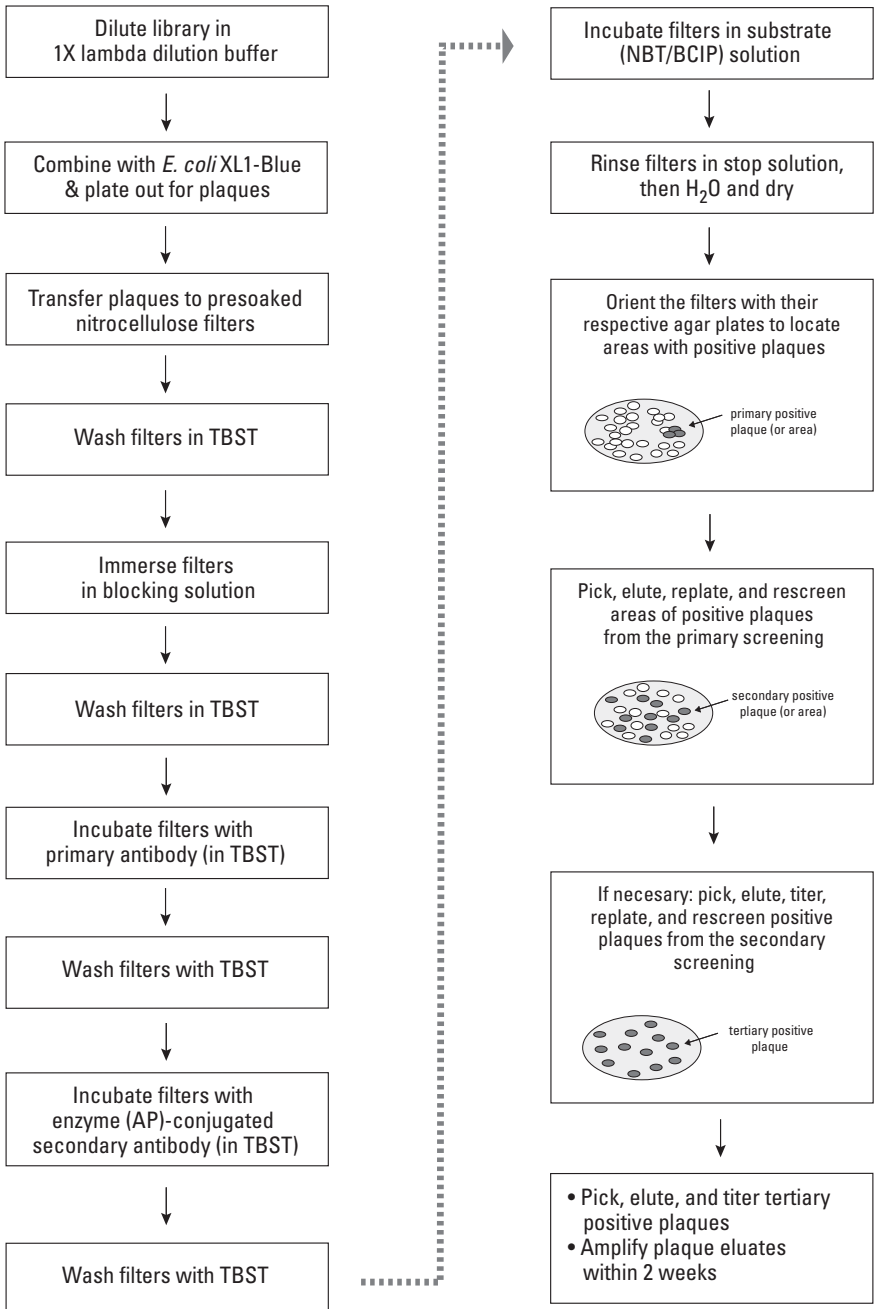 Dilute library in
1X lambda dilution buffer
Combine with E. coli XL1-Blue
& plate out for plaques
Transfer plaques to presoaked
nitrocellulose filters
Wash filters in TBST
Immerse filters
in blocking solution
Wash filters in TBST
Incubate filters with
primary antibody (in TBST)
Wash filters with TBST
Incubate filters with
enzyme (AP)-conjugated
secondary antibody (in TBST)
Wash filters with TBST
Incubate filters in substrate
(NBT/BCIP) solution
Rinse filters in stop solution,
then H₂O and dry
Orient the filters with their
respective agar plates to locate
areas with positive plaques
primary positive
plaque (or area)
Pick, elute, replate, and rescreen
areas of positive plaques
from the primary screening
secondary positive
plaque (or area)
If necesary: pick, elute, titer,
replate, and rescreen positive
plaques from the secondary
screening
tertiary positive
plaque
• Pick, elute, and titer tertiary
positive plaques
• Amplify plaque eluates
within 2 weeks